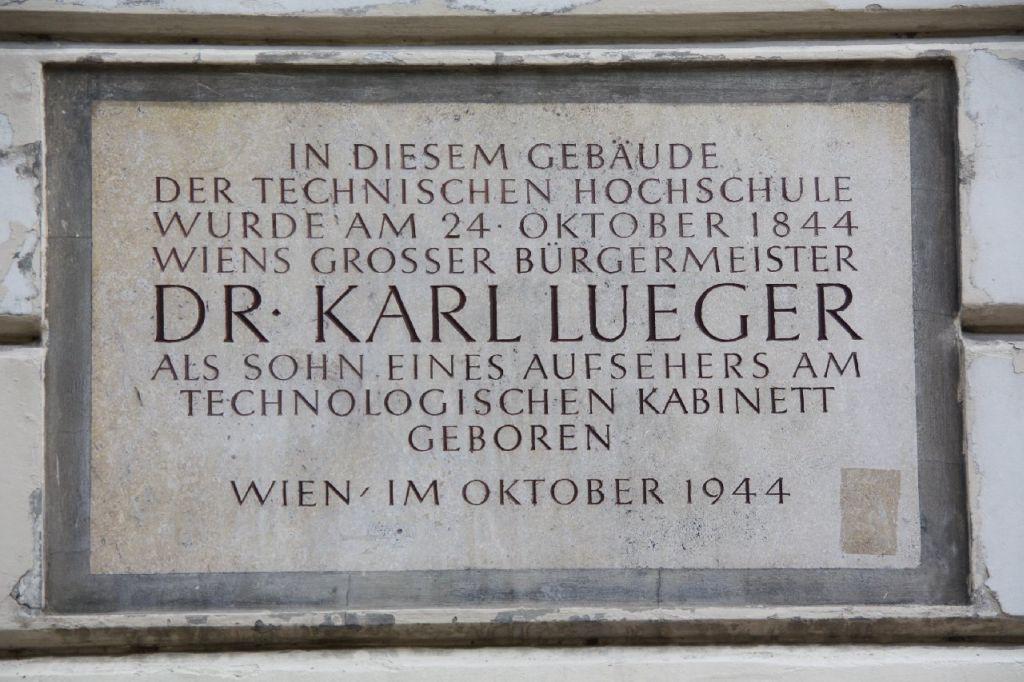 IN DIESEM GEBÄUDE
DER TECHNISCHEN HOCHSCHULE
WURDE AM 24· OKTOBER 1844
WIENS GROSSER BÜRGERMEISTER
DR· KARL LUEGER
ALS SOHN EINES AUFSEHERS AM
TECHNOLOGISCHEN KABINETT
GEBOREN
WIEN, IM OKTOBER 1944